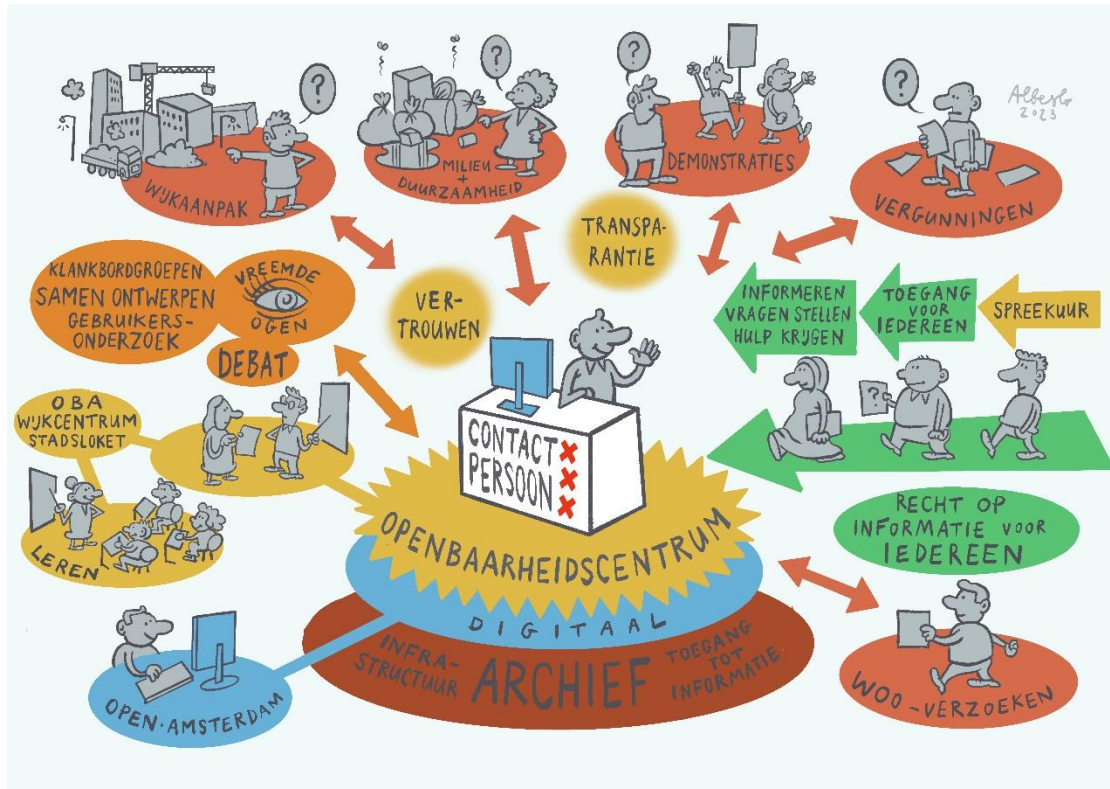 ?
?
?
?
Albesto
2023
WIJKAANPAK
MILIEU
+
DUURZAAMHEID
DEMONSTRATIES
VERGUNNINGEN
TRANSPA-
RANTIE
VER-
TROUWEN
KLANKBORDGROEPEN
SAMEN ONTWERPEN
GEBRUIKERS-
ONDERZOEK
VREEMDE
OGEN
DEBAT
INFORMEREN
VRAGEN STELLEN
HULP KRIJGEN
TOEGANG
VOOR
IEDEREEN
SPREEKUUR
?
OBA
WIJKCENTRUM
STADSLOKET
LEREN
CONTACT
PERSOON
XXX
OPENBAARHEIDSCENTRUM
DIGITAAL
INFRA-
STRUCTUUR
ARCHIEF
TOEGANG
TOT
INFORMATIE
RECHT OP
INFORMATIE VOOR
IEDEREEN
OPEN·AMSTERDAM
WOO-VERZOEKEN